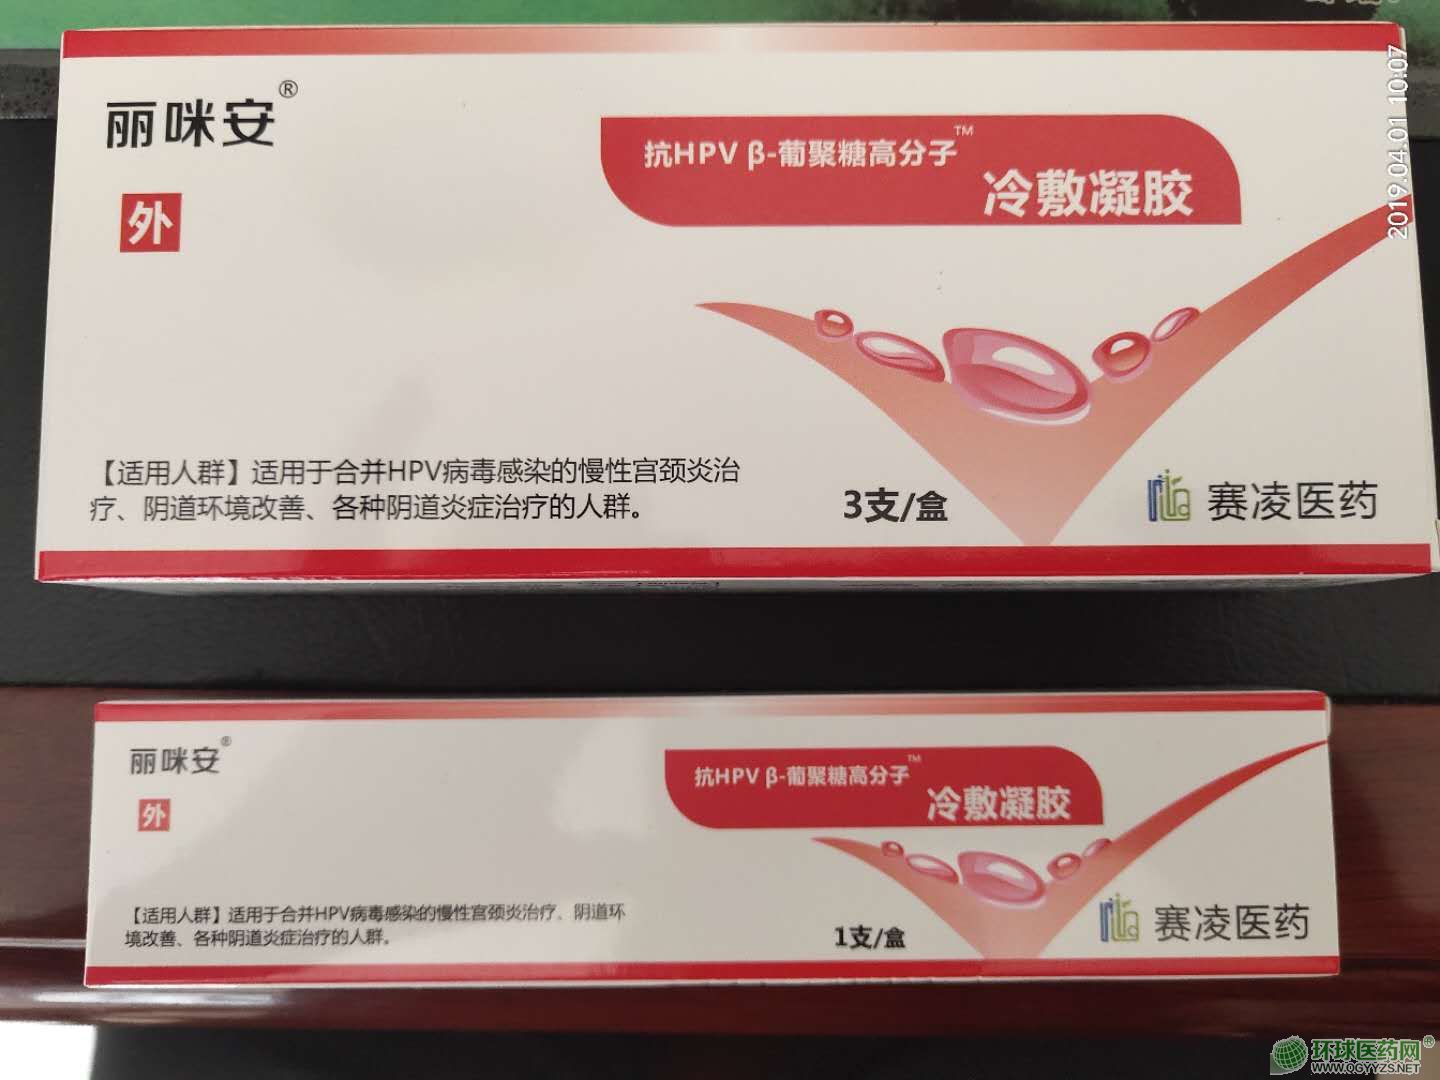 丽咪安®
外
抗HPV β-葡聚糖高分子™
冷敷凝胶
2019.04.01 10:07
【适用人群】适用于合并HPV病毒感染的慢性宫颈炎治
疗、阴道环境改善、各种阴道炎症治疗的人群。
3支/盒
赛凌医药
丽咪安®
外
抗HPV β-葡聚糖高分子™
冷敷凝胶
【适用人群】适用于合并HPV病毒感染的慢性宫颈炎治疗、阴道环
境改善、各种阴道炎症治疗的人群。
1支/盒
赛凌医药
环球医药网®
WWW.QGYYZS.NET